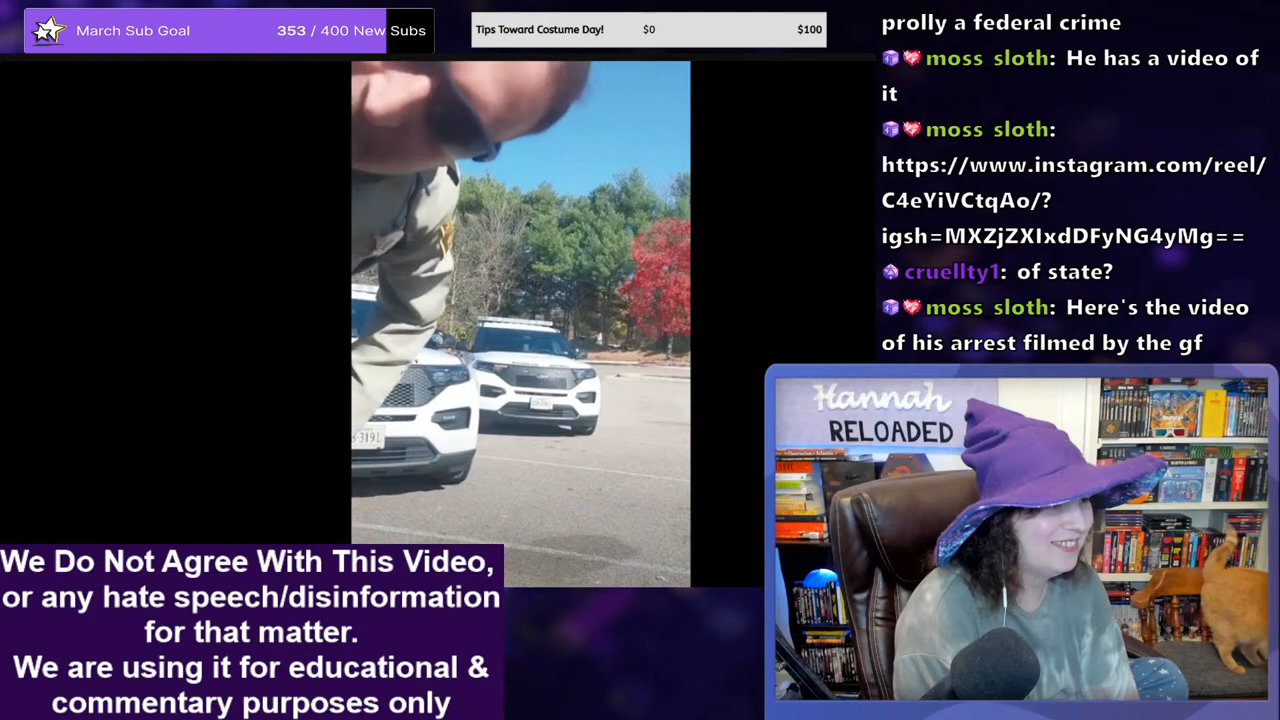 March Sub Goal
353 / 400 New Subs
Tips Toward Costume Day!
$0
$100
prolly a federal crime
moss sloth: He has a video of
it
moss sloth:
https://www.instagram.com/reel/
C4eYiVCtqAo/?
igsh=MXZjZXIxdDFyNG4yMg==
cruellty1: of state?
moss sloth: Here's the video
of his arrest filmed by the gf
Hannah
RELOADED
We Do Not Agree With This Video,
or any hate speech/disinformation
for that matter.
We are using it for educational &
commentary purposes only